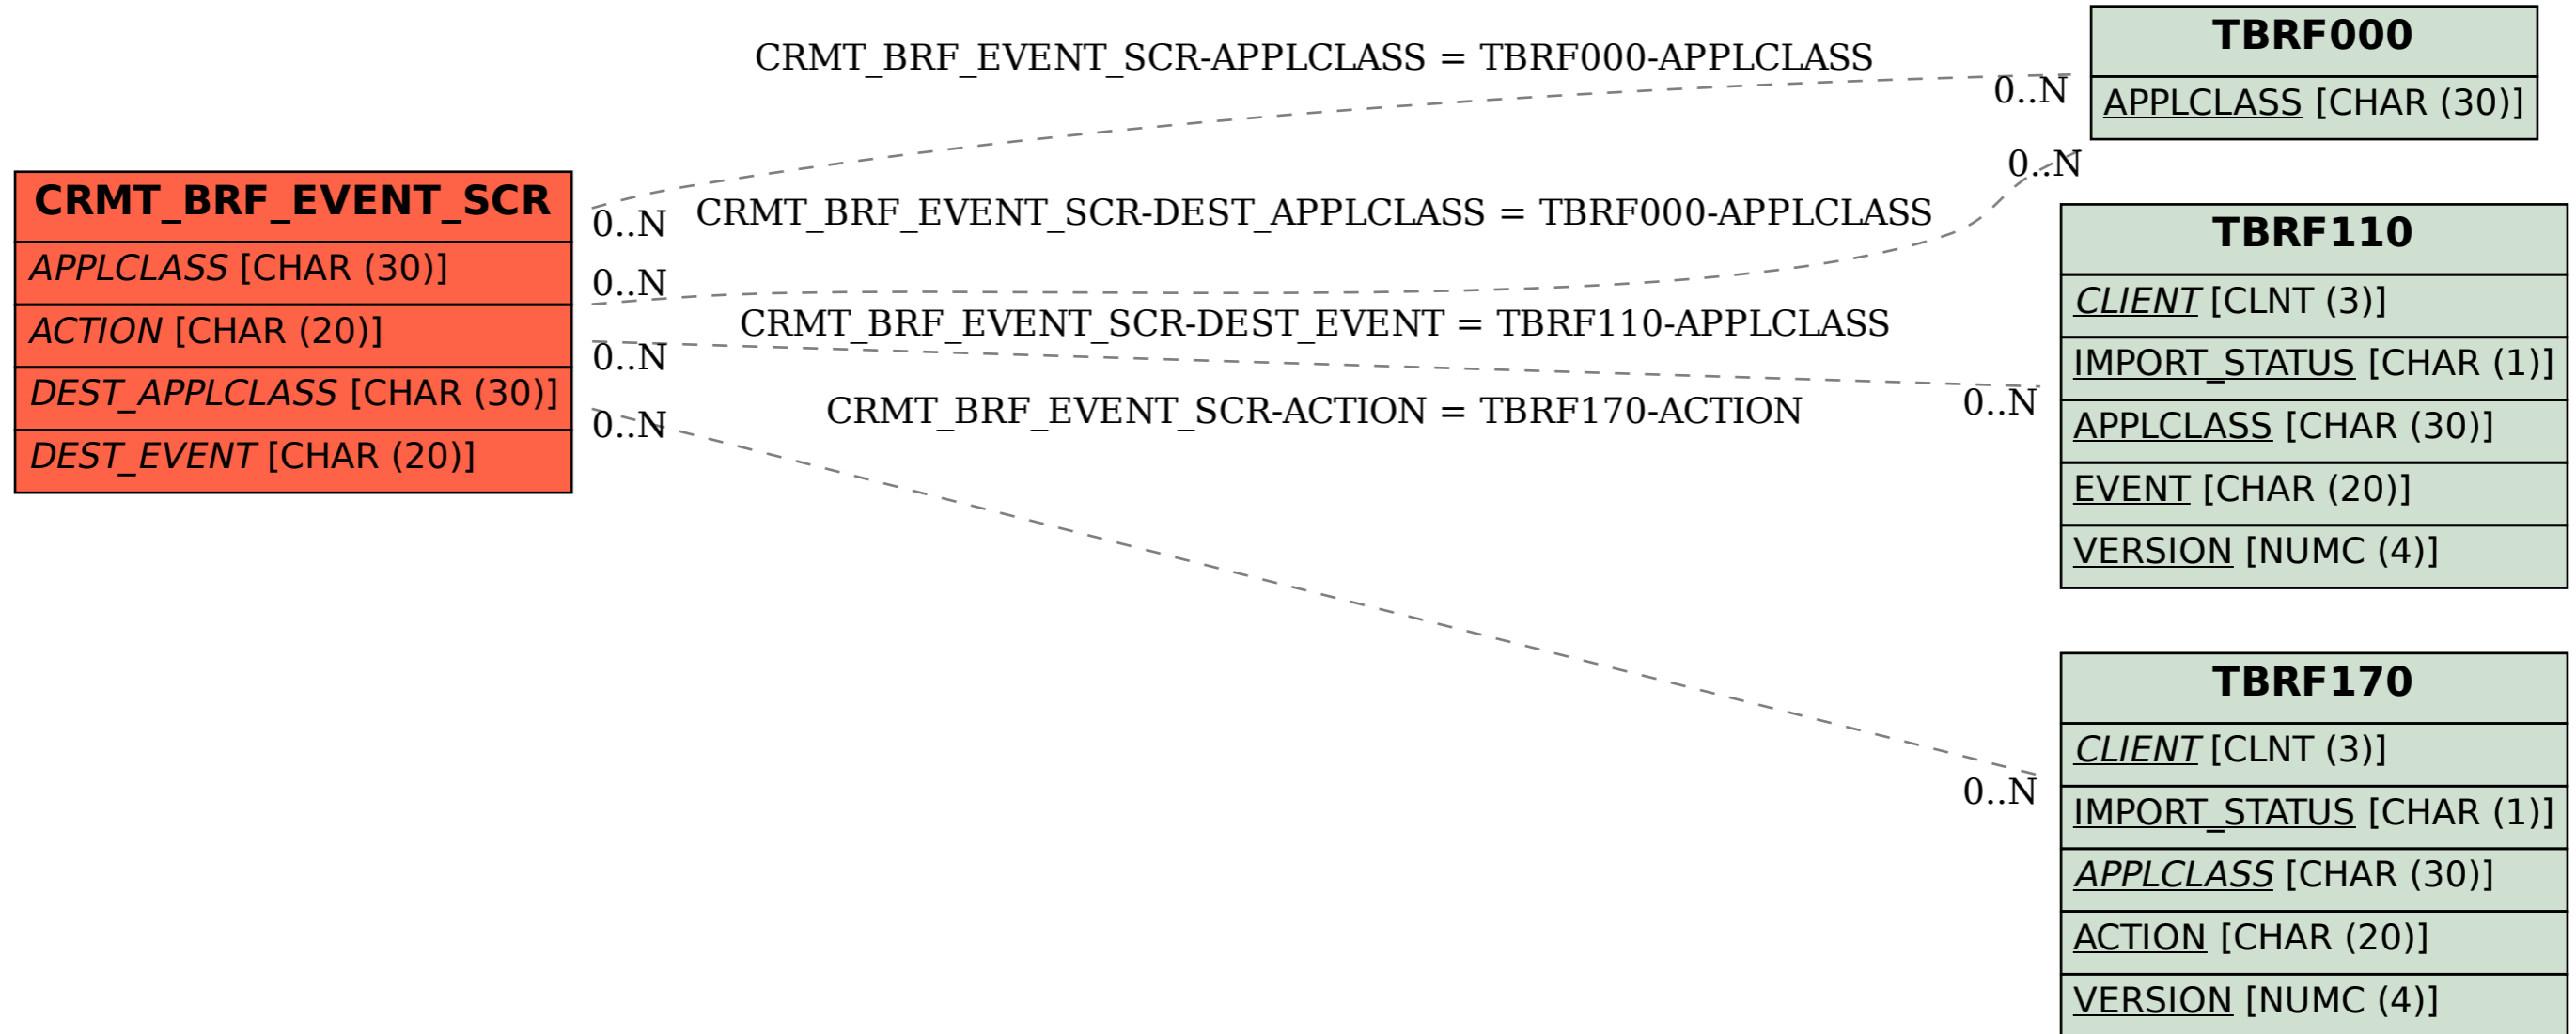 CRMT_BRF_EVENT_SCR
APPLCLASS [CHAR (30)]
ACTION [CHAR (20)]
DEST_APPLCLASS [CHAR (30)]
DEST_EVENT [CHAR (20)]
CRMT_BRF_EVENT_SCR-APPLCLASS = TBRF000-APPLCLASS
0..N
0..N
CRMT_BRF_EVENT_SCR-DEST_APPLCLASS = TBRF000-APPLCLASS
0..N
0..N
CRMT_BRF_EVENT_SCR-DEST_EVENT = TBRF110-APPLCLASS
0..N
0..N
CRMT_BRF_EVENT_SCR-ACTION = TBRF170-ACTION
0..N
0..N
TBRF000
APPLCLASS [CHAR (30)]
TBRF110
CLIENT [CLNT (3)]
IMPORT_STATUS [CHAR (1)]
APPLCLASS [CHAR (30)]
EVENT [CHAR (20)]
VERSION [NUMC (4)]
TBRF170
CLIENT [CLNT (3)]
IMPORT_STATUS [CHAR (1)]
APPLCLASS [CHAR (30)]
ACTION [CHAR (20)]
VERSION [NUMC (4)]